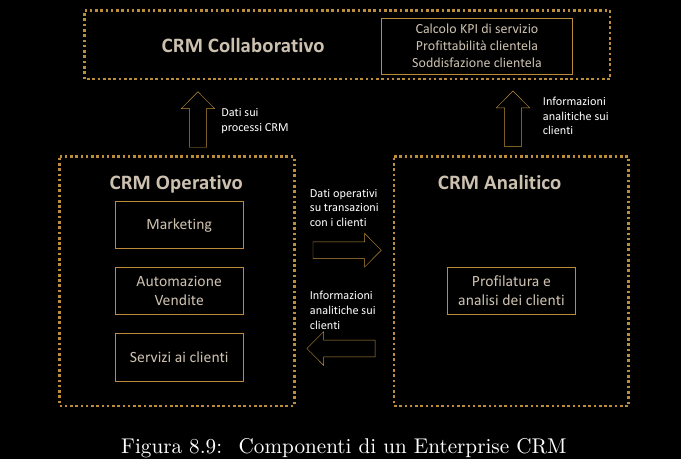 CRM Collaborativo
Calcolo KPI di servizio
Profittabilità clientela
Soddisfazione clientela
Dati sui
processi CRM
Informazioni
analitiche sui
clienti
CRM Operativo
Marketing
Automazione
Vendite
Servizi ai clienti
Dati operativi
su transazioni
con i clienti
Informazioni
analitiche sui
clienti
CRM Analitico
Profilatura e
analisi dei clienti
Figura 8.9: Componenti di un Enterprise CRM